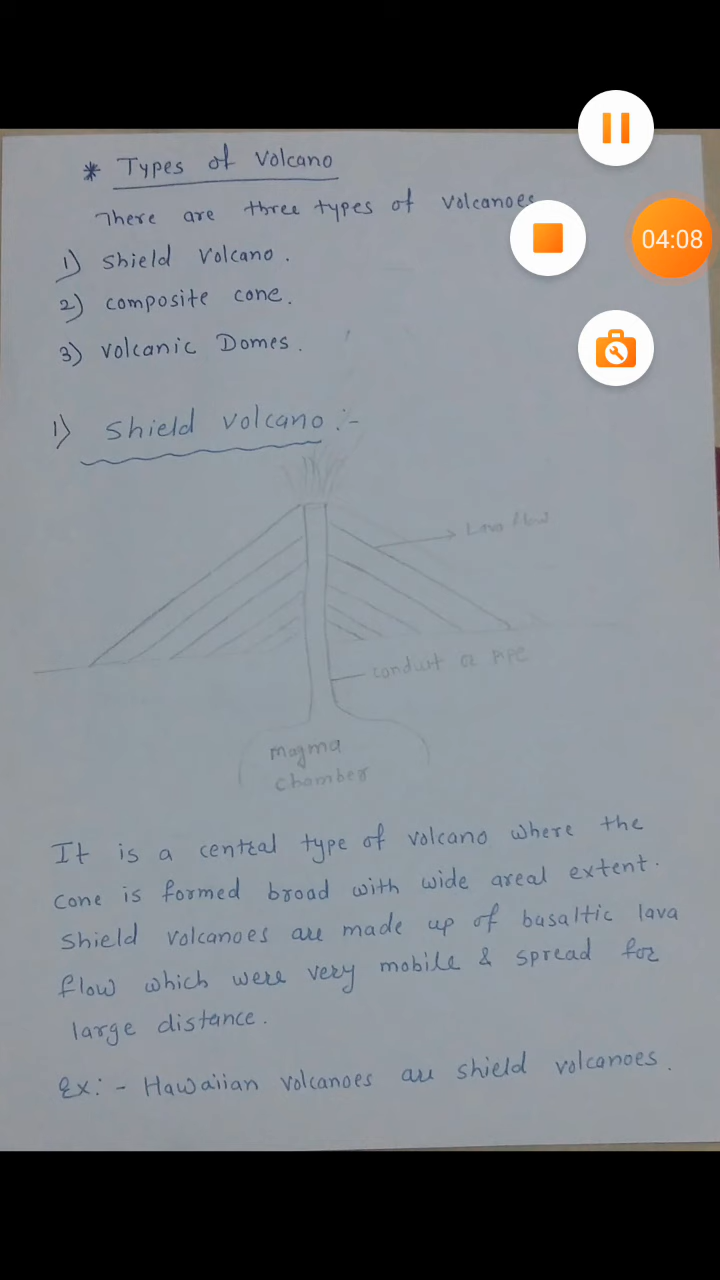 * Types of Volcano
There are three types of volcanoes
1) Shield Volcano.
2) composite cone.
3) Volcanic Domes.
1) Shield volcano :-
Lava flow
conduit or pipe
magma
chamber
It is a central type of volcano where the
cone is formed broad with wide areal extent.
Shield volcanoes are made up of basaltic lava
flow which were very mobile & spread for
large distance.
Ex:- Hawaiian volcanoes are shield volcanoes.
04:08